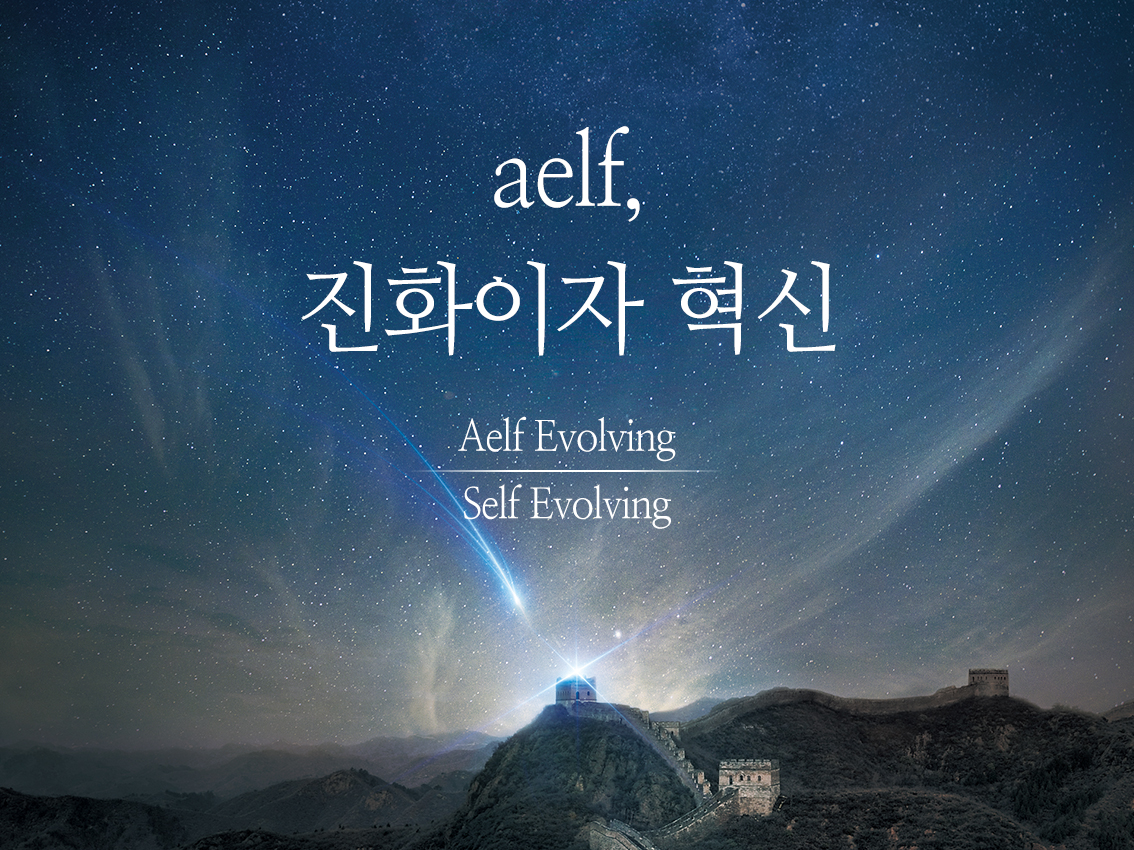 aelf,
진화이자 혁신
Aelf Evolving
Self Evolving